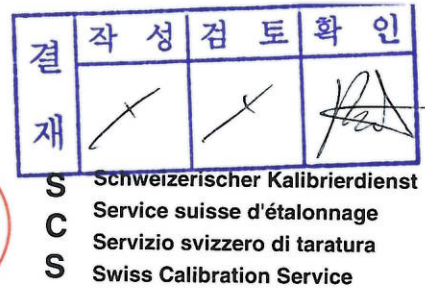 결재 작성 검토 확인
S Schweizerischer Kalibrierdienst
C Service suisse d'étalonnage
Servizio svizzero di taratura
S Swiss Calibration Service